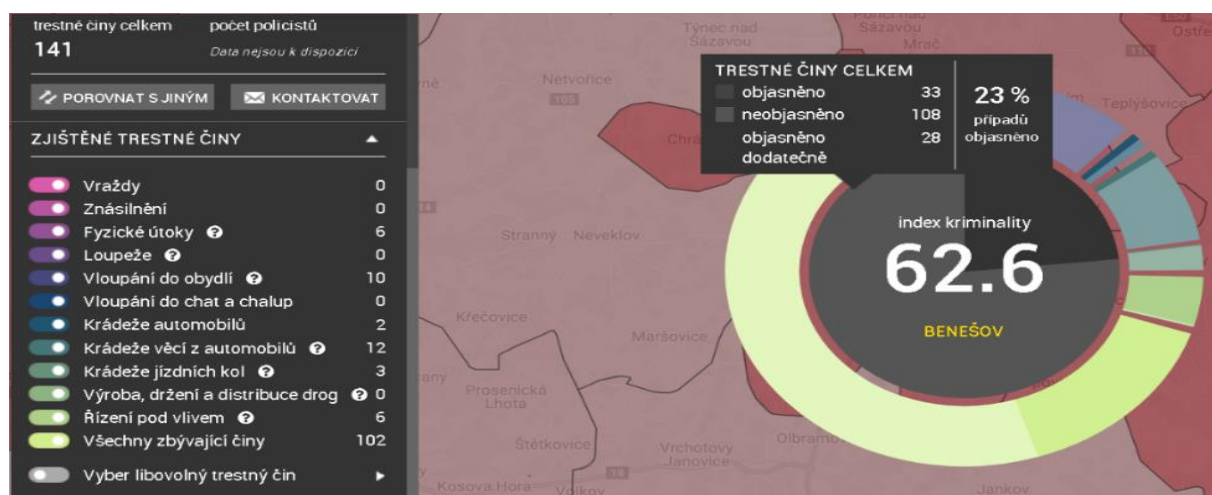 trestné činy celkem
141
počet policistů
Data nejsou k dispozici
POROVNAT S JINÝM
KONTAKTOVAT
ZJIŠTĚNÉ TRESTNÉ ČINY
Vraždy 0
Znásilnění 0
Fyzické útoky ? 6
Loupeže ? 0
Vloupání do obydlí ? 10
Vloupání do chat a chalup 0
Krádeže automobilů 2
Krádeže věcí z automobilů ? 12
Krádeže jízdních kol ? 3
Výroba, držení a distribuce drog ? 0
Řízení pod vlivem ? 6
Všechny zbývající činy 102
Vyber libovolný trestný čin
Týnec nad
Sázavou
Sázavou
Mrač
Netvořice
105
TRESTNÉ ČINY CELKEM
objasněno 33
neobjasněno 108
objasněno 28
dodatečně
23 %
případů
objasněno
Teplýšovice
Stranný
Neveklov
index kriminality
62.6
BENEŠOV
Křečovice
Maršovice
Prosenická
Lhota
Štětkovice
Vrchotovy
Janovice
Olbramo
18
Kosova Hora
Vojkov
Jankov